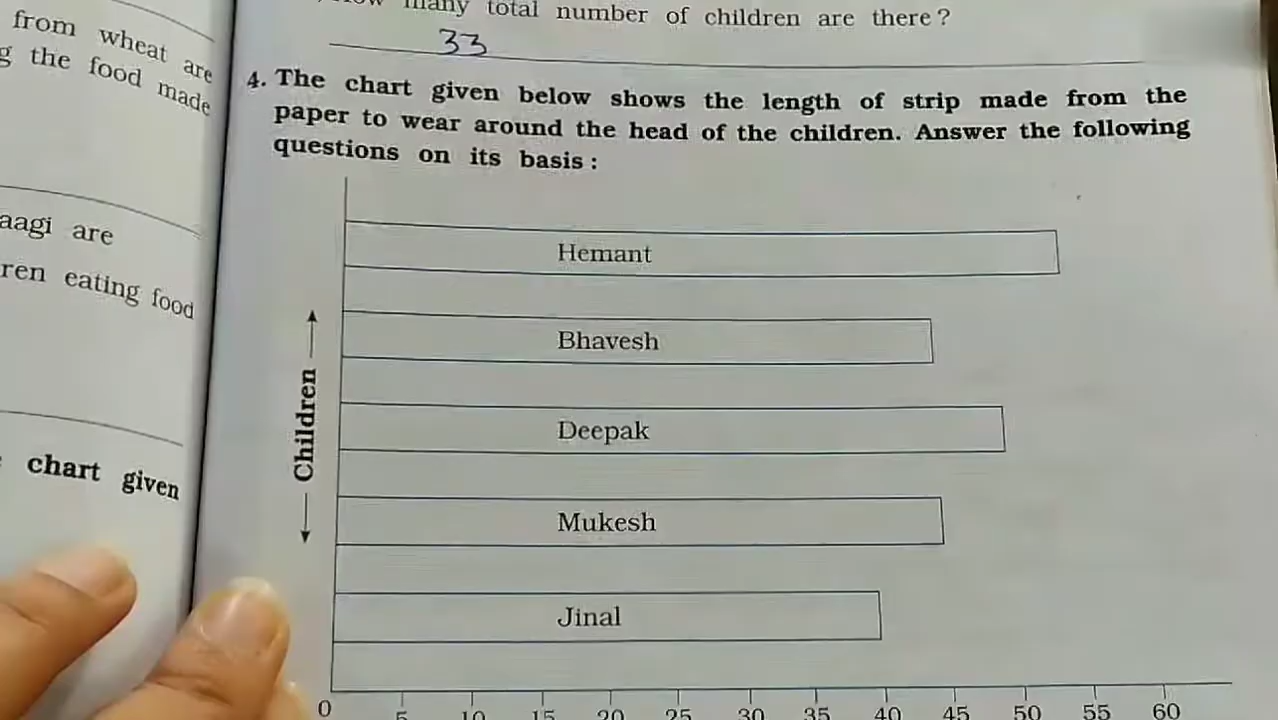 from wheat are
g the food made
aagi are
ren eating food
chart given
many total number of children are there ?
33
4. The chart given below shows the length of strip made from the
paper to wear around the head of the children. Answer the following
questions on its basis :
Hemant
Bhavesh
Deepak
Mukesh
Jinal
Children
0 5 10 15 20 25 30 35 40 45 50 55 60